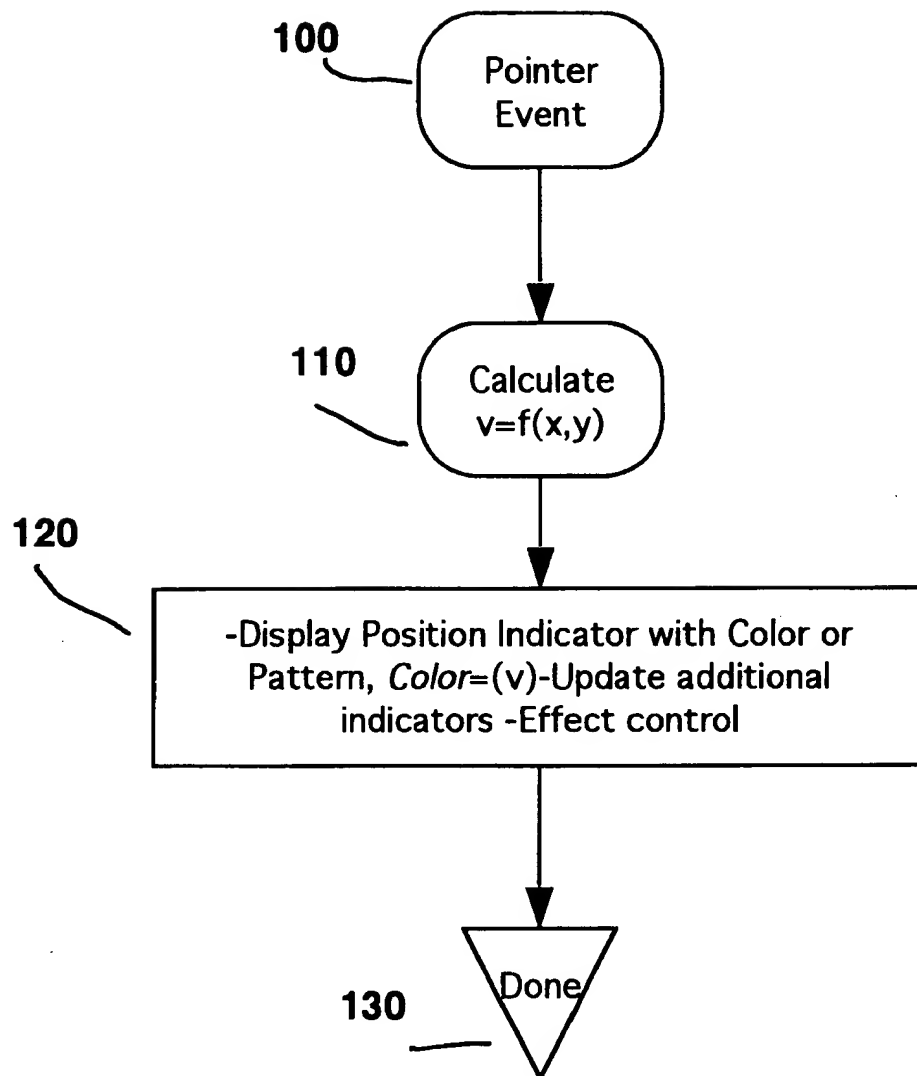 100
Pointer
Event
110
Calculate
v=f(x,y)
120
-Display Position Indicator with Color or
Pattern, Color=(v)-Update additional
indicators -Effect control
Done
130